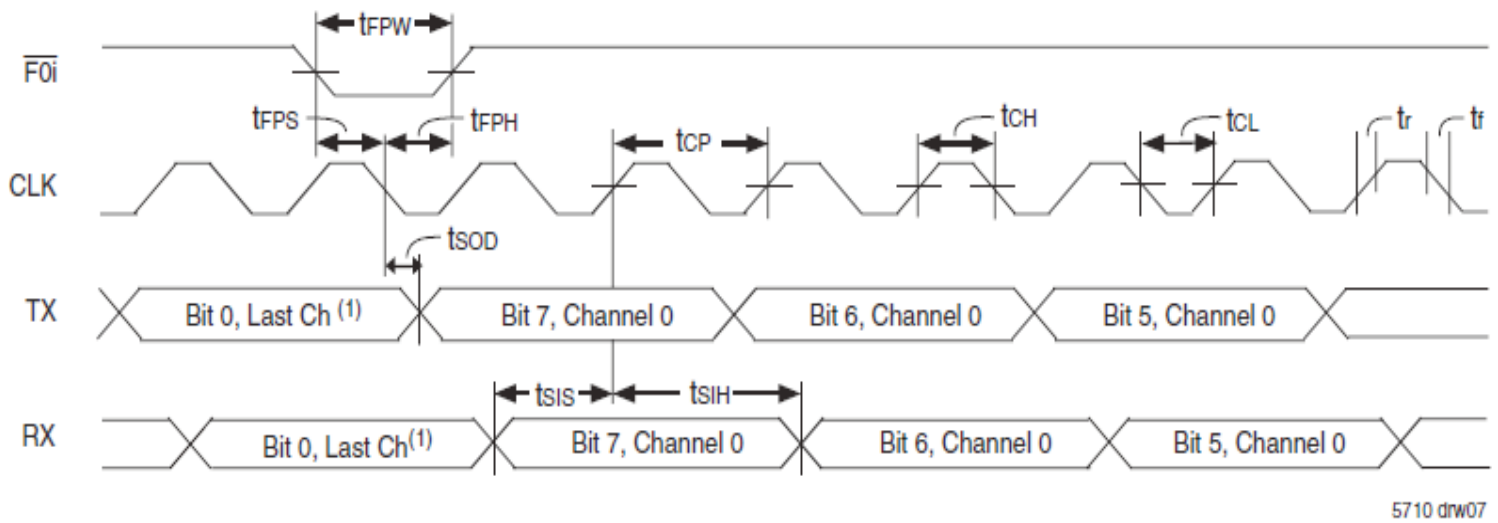 tFPW
F0i
tFPS
tFPH
tCP
tCH
tCL
tr
tf
CLK
tSOD
TX
Bit 0, Last Ch (1)
Bit 7, Channel 0
Bit 6, Channel 0
Bit 5, Channel 0
tSIS
tSIH
RX
Bit 0, Last Ch(1)
Bit 7, Channel 0
Bit 6, Channel 0
Bit 5, Channel 0
5710 drw07